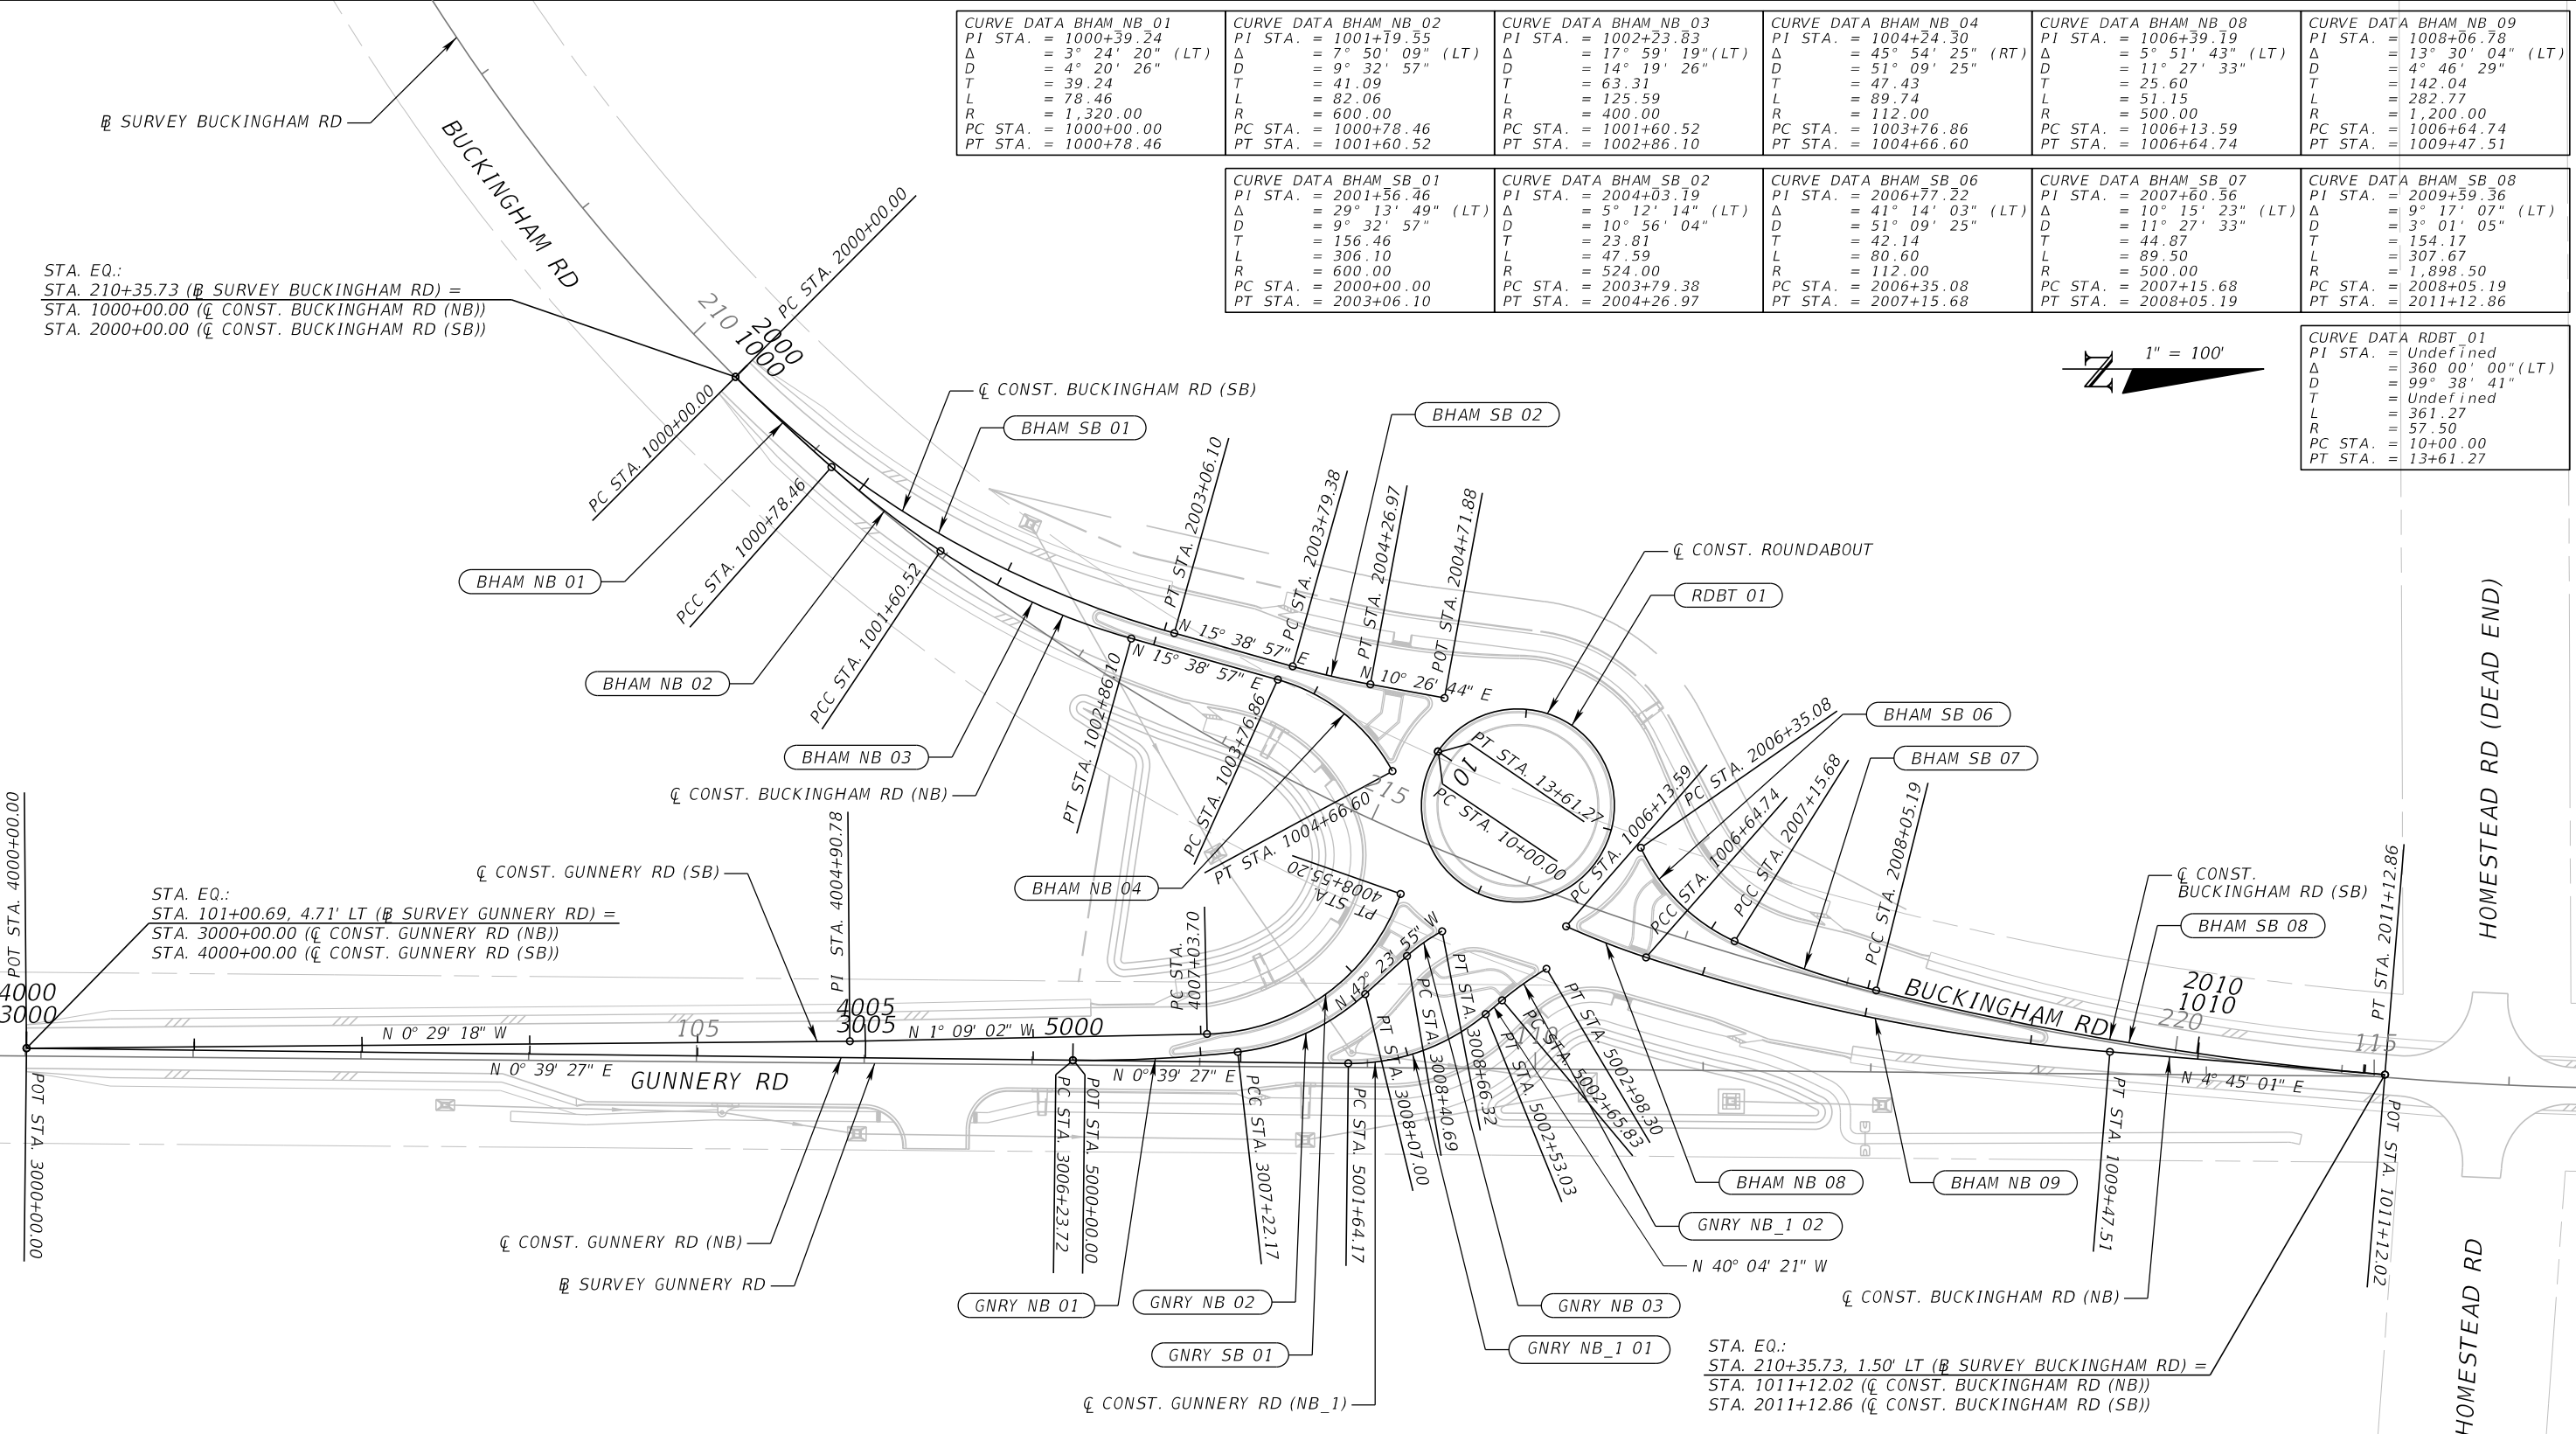 CURVE DATA BHAM_NB_01
PI STA. = 1000+39.24
Δ = 3° 24' 20" (LT)
D = 4° 20' 26"
T = 39.24
L = 78.46
R = 1,320.00
PC STA. = 1000+00.00
PT STA. = 1000+78.46
CURVE DATA BHAM_NB_02
PI STA. = 1001+19.55
Δ = 7° 50' 09" (LT)
D = 9° 32' 57"
T = 41.09
L = 82.06
R = 600.00
PC STA. = 1000+78.46
PT STA. = 1001+60.52
CURVE DATA BHAM_NB_03
PI STA. = 1002+23.83
Δ = 17° 59' 19"(LT)
D = 14° 19' 26"
T = 63.31
L = 125.59
R = 400.00
PC STA. = 1001+60.52
PT STA. = 1002+86.10
CURVE DATA BHAM_NB_04
PI STA. = 1004+24.30
Δ = 45° 54' 25" (RT)
D = 51° 09' 25"
T = 47.43
L = 89.74
R = 112.00
PC STA. = 1003+76.86
PT STA. = 1004+66.60
CURVE DATA BHAM_NB_08
PI STA. = 1006+39.19
Δ = 5° 51' 43" (LT)
D = 11° 27' 33"
T = 25.60
L = 51.15
R = 500.00
PC STA. = 1006+13.59
PT STA. = 1006+64.74
CURVE DATA BHAM_NB_09
PI STA. = 1008+06.78
Δ = 13° 30' 04" (LT)
D = 4° 46' 29"
T = 142.04
L = 282.77
R = 1,200.00
PC STA. = 1006+64.74
PT STA. = 1009+47.51
CURVE DATA BHAM_SB_01
PI STA. = 2001+56.46
Δ = 29° 13' 49" (LT)
D = 9° 32' 57"
T = 156.46
L = 306.10
R = 600.00
PC STA. = 2000+00.00
PT STA. = 2003+06.10
CURVE DATA BHAM_SB_02
PI STA. = 2004+03.19
Δ = 5° 12' 14" (LT)
D = 10° 56' 04"
T = 23.81
L = 47.59
R = 524.00
PC STA. = 2003+79.38
PT STA. = 2004+26.97
CURVE DATA BHAM_SB_06
PI STA. = 2006+77.22
Δ = 41° 14' 03" (LT)
D = 51° 09' 25"
T = 42.14
L = 80.60
R = 112.00
PC STA. = 2006+35.08
PT STA. = 2007+15.68
CURVE DATA BHAM_SB_07
PI STA. = 2007+60.56
Δ = 10° 15' 23" (LT)
D = 11° 27' 33"
T = 44.87
L = 89.50
R = 500.00
PC STA. = 2007+15.68
PT STA. = 2008+05.19
CURVE DATA BHAM_SB_08
PI STA. = 2009+59.36
Δ = 9° 17' 07" (LT)
D = 3° 01' 05"
T = 154.17
L = 307.67
R = 1,898.50
PC STA. = 2008+05.19
PT STA. = 2011+12.86
CURVE DATA RDBT_01
PI STA. = Undefined
Δ = 360 00' 00"(LT)
D = 99° 38' 41"
T = Undefined
L = 361.27
R = 57.50
PC STA. = 10+00.00
PT STA. = 13+61.27
N
1" = 100'
℄ SURVEY BUCKINGHAM RD
BUCKINGHAM RD
STA. EQ.:
STA. 210+35.73 (℄ SURVEY BUCKINGHAM RD) =
STA. 1000+00.00 (℄ CONST. BUCKINGHAM RD (NB))
STA. 2000+00.00 (℄ CONST. BUCKINGHAM RD (SB))
210
2000
1000
PC STA. 2000+00.00
PC STA. 1000+00.00
℄ CONST. BUCKINGHAM RD (SB)
BHAM SB 01
BHAM SB 02
BHAM NB 01
PCC STA. 1000+78.46
BHAM NB 02
PCC STA. 1001+60.52
BHAM NB 03
℄ CONST. BUCKINGHAM RD (NB)
PT STA. 2003+06.10
PC STA. 2003+79.38
PT STA. 2004+26.97
POT STA. 2004+71.88
N 15° 38' 57" E
N 15° 38' 57" E
N 10° 26' 44" E
PT STA. 1002+86.10
PC STA. 1003+76.86
PT STA. 1004+66.60
BHAM NB 04
215
℄ CONST. ROUNDABOUT
RDBT 01
PT STA. 13+61.27
10
PC STA. 10+00.00
BHAM SB 06
BHAM SB 07
PC STA. 2006+35.08
PC STA. 1006+13.59
PCC STA. 1006+64.74
PCC STA. 2007+15.68
PCC STA. 2008+05.19
HOMESTEAD RD (DEAD END)
℄ CONST.
BUCKINGHAM RD (SB)
BHAM SB 08
PT STA. 2011+12.86
BUCKINGHAM RD
2010
1010
220
115
N 4° 45' 01" E
POT STA. 1011+12.02
PT STA. 1009+47.51
POT STA. 4000+00.00
4000
3000
POT STA. 3000+00.00
STA. EQ.:
STA. 101+00.69, 4.71' LT (℄ SURVEY GUNNERY RD) =
STA. 3000+00.00 (℄ CONST. GUNNERY RD (NB))
STA. 4000+00.00 (℄ CONST. GUNNERY RD (SB))
℄ CONST. GUNNERY RD (SB)
PI STA. 4004+90.78
4005
3005
N 0° 29' 18" W
105
N 1° 09' 02" W
5000
N 0° 39' 27" E
GUNNERY RD
N 0° 39' 27" E
PC STA.
4007+03.70
PT STA.
4008+55.20
N 42° 23' 55" W
℄ CONST. GUNNERY RD (NB)
℄ SURVEY GUNNERY RD
PC STA. 3006+23.72
POT STA. 5000+00.00
PCC STA. 3007+22.17
PC STA. 5001+64.17
PT STA. 3008+07.00
PC STA. 3008+40.69
PT STA. 3008+66.32
PT STA. 5002+53.03
PC STA. 5002+65.83
PT STA. 5002+98.30
GNRY NB 01
GNRY NB 02
GNRY SB 01
℄ CONST. GUNNERY RD (NB_1)
GNRY NB 03
GNRY NB_1 01
N 40° 04' 21" W
GNRY NB_1 02
BHAM NB 08
BHAM NB 09
℄ CONST. BUCKINGHAM RD (NB)
STA. EQ.:
STA. 210+35.73, 1.50' LT (℄ SURVEY BUCKINGHAM RD) =
STA. 1011+12.02 (℄ CONST. BUCKINGHAM RD (NB))
STA. 2011+12.86 (℄ CONST. BUCKINGHAM RD (SB))
HOMESTEAD RD